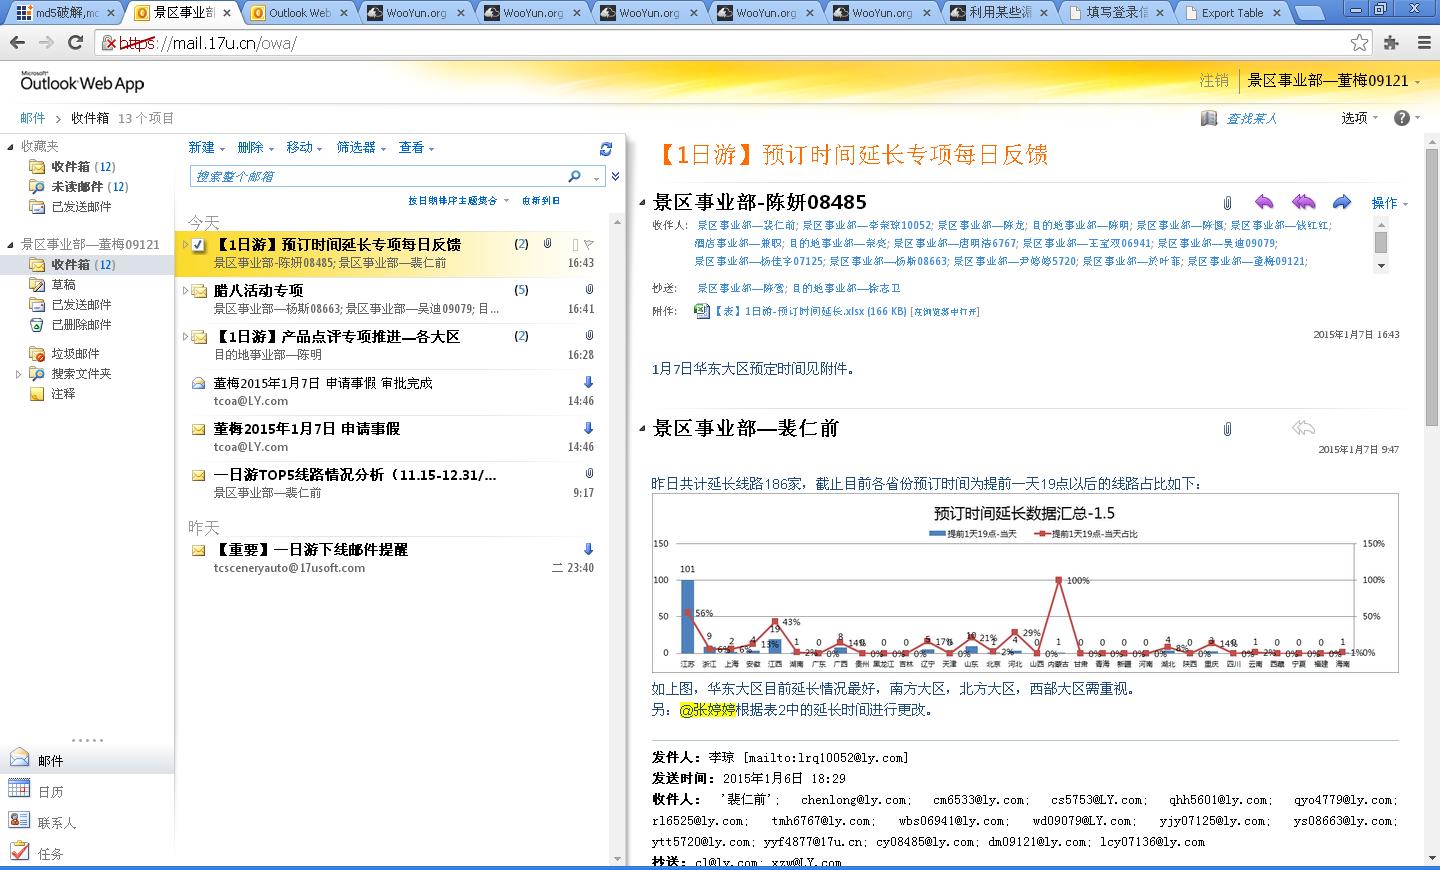 md5破解,mc
景区事业部
Outlook Web
WooYun.org
WooYun.org
WooYun.org
WooYun.org
WooYun.org
利用某些漏
填写登录信
Export Table
https://mail.17u.cn/owa/
Microsoft
Outlook Web App
注销
景区事业部—董梅09121
邮件 › 收件箱 13 个项目
查找某人
选项
收藏夹
收件箱 (12)
未读邮件 (12)
已发送邮件
景区事业部—董梅09121
收件箱 (12)
草稿
已发送邮件
已删除邮件
垃圾邮件
搜索文件夹
注释
邮件
日历
联系人
任务
新建 删除 移动 筛选器 查看
搜索整个邮箱
按日期排序主题集合 由新到旧
今天
【1日游】预订时间延长专项每日反馈 (2)
景区事业部-陈妍08485; 景区事业部—裴仁前 16:43
腊八活动专项 (5)
景区事业部—杨斯08663; 景区事业部—吴迪09079; 目... 16:41
【1日游】产品点评专项推进—各大区 (2)
目的地事业部—陈明 16:28
董梅2015年1月7日 申请事假 审批完成
tcoa@LY.com 14:46
董梅2015年1月7日 申请事假
tcoa@LY.com 14:46
一日游TOP5线路情况分析（11.15-12.31/...
景区事业部—裴仁前 9:17
昨天
【重要】一日游下线邮件提醒
tcsceneryauto@17usoft.com 二 23:40
【1日游】预订时间延长专项每日反馈
景区事业部-陈妍08485
操作
收件人: 景区事业部—裴仁前; 景区事业部—李荣琼10052; 景区事业部—陈龙; 目的地事业部—陈明; 景区事业部—陈慎; 景区事业部—钱红红;
酒店事业部—兼职; 目的地事业部—荣亮; 景区事业部—唐明浩6767; 景区事业部—王宝双06941; 景区事业部—吴迪09079;
景区事业部—杨佳宇07125; 景区事业部—杨斯08663; 景区事业部—尹婷婷5720; 景区事业部—於叶菲; 景区事业部—董梅09121;
抄送: 景区事业部—陈鸾; 目的地事业部—徐志卫
附件: 【表】1日游-预订时间延长.xlsx (166 KB) [在浏览器中打开]
2015年1月7日 16:43
1月7日华东大区预定时间见附件。
景区事业部—裴仁前
2015年1月7日 9:47
昨日共计延长线路186家，截止目前各省份预订时间为提前一天19点以后的线路占比如下：
预订时间延长数据汇总-1.5
提前1天19点-当天 提前1天19点-当天占比
150 150%
100 100%
50 50%
0 0%
101 9 2 4 19 1 0 8 0 0 0 5 0 10 1 4 0 1 0 0 0 0 4 0 3 0 1 0 0 0 1
56% 6% 6% 13% 43% 2% 0% 14% 0% 0% 0% 17% 0% 21% 2% 29% 0% 100% 0% 0% 0% 0% 8% 0% 14% 0% 2% 0% 0% 0% 1%
江苏 浙江 上海 安徽 江西 湖南 广东 广西 贵州 黑龙江 吉林 辽宁 天津 山东 北京 河北 山西 内蒙古 甘肃 青海 新疆 河南 湖北 陕西 重庆 四川 云南 西藏 宁夏 福建 海南
如上图，华东大区目前延长情况最好，南方大区，北方大区，西部大区需重视。
另：@张婷婷根据表2中的延长时间进行更改。
发件人：李琼 [mailto:lrq10052@ly.com]
发送时间：2015年1月6日 18:29
收件人： '裴仁前'; chenlong@ly.com; cm6533@ly.com; cs5753@LY.com; qhh5601@ly.com; qyo4779@ly.com;
rl6525@ly.com; tmh6767@ly.com; wbs06941@ly.com; wd09079@LY.com; yjy07125@ly.com; ys08663@ly.com;
ytt5720@ly.com; yyf4877@17u.cn; cy08485@ly.com; dm09121@ly.com; lcy07136@ly.com
抄送：cl@ly.com; xzw@LY.com